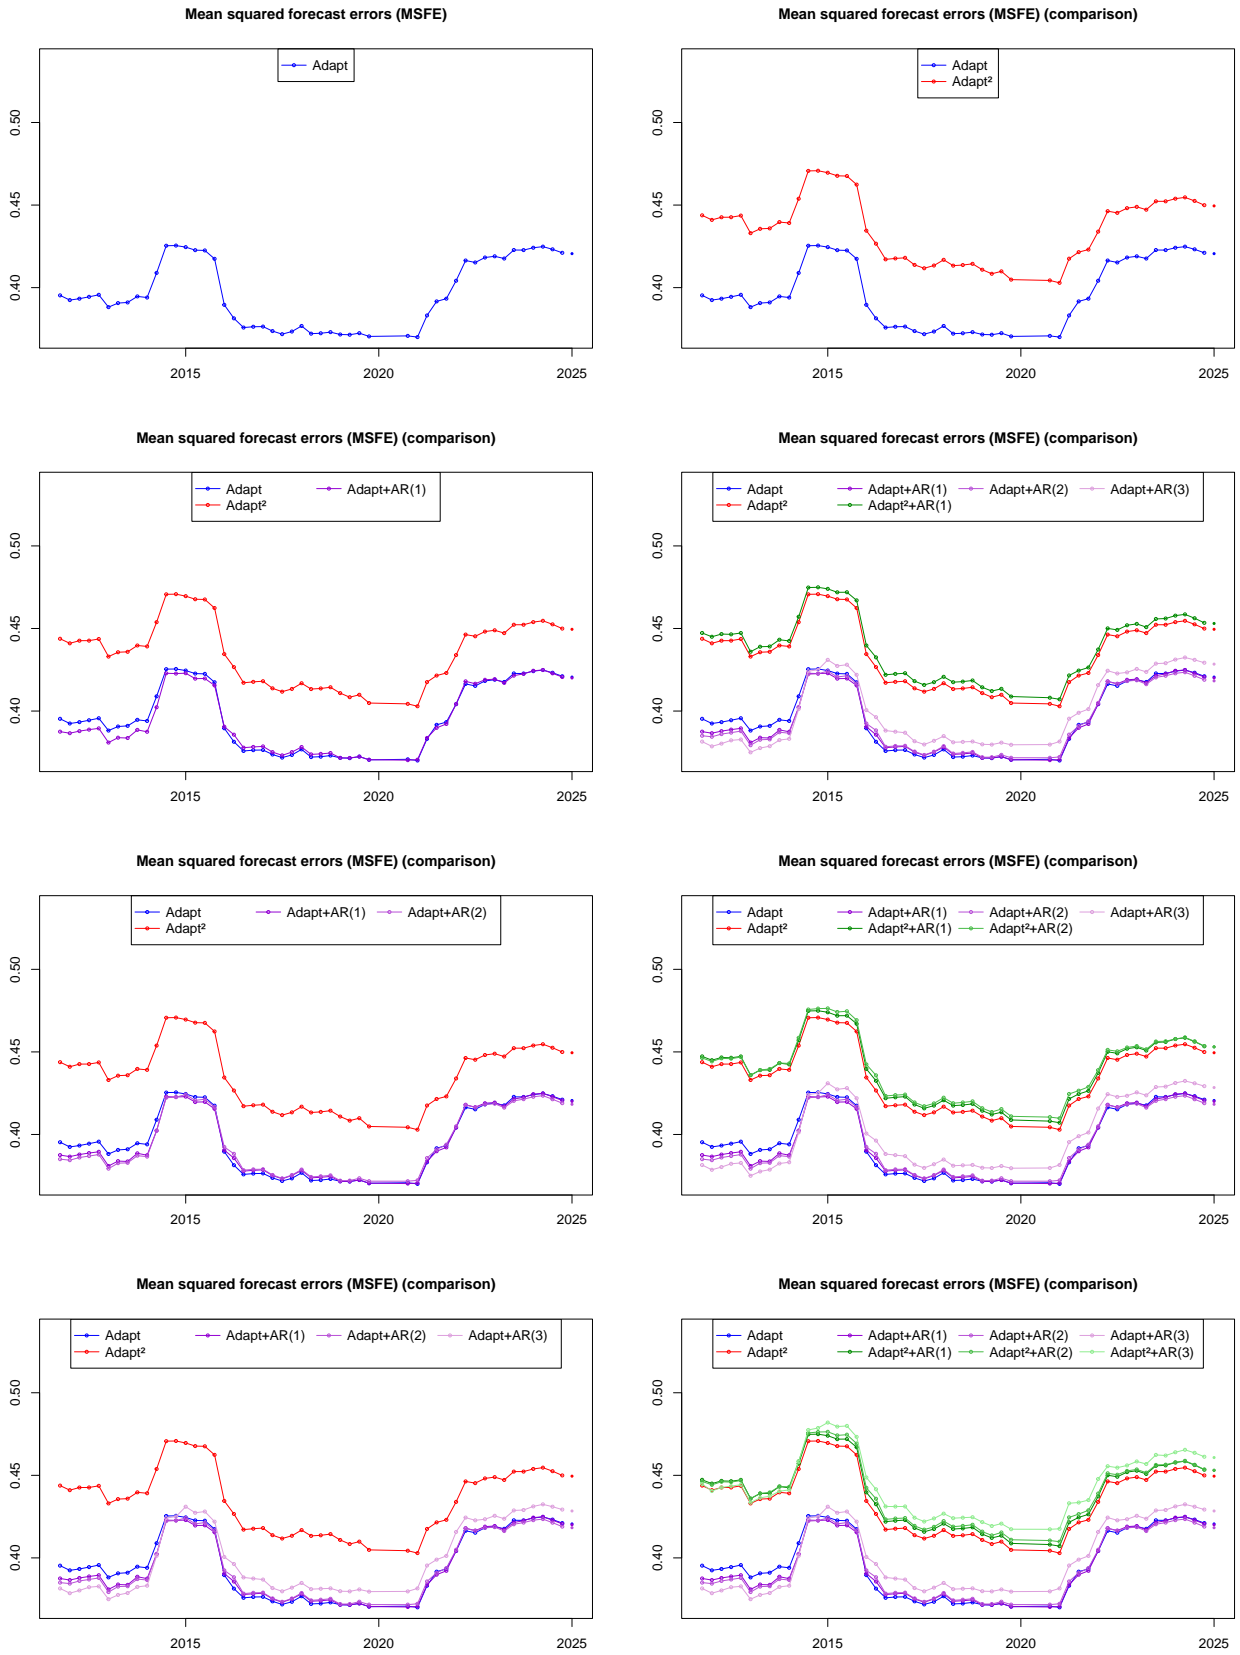 Mean squared forecast errors (MSFE)
Adapt
0.50
0.45
0.40
2015 2020 2025
Mean squared forecast errors (MSFE) (comparison)
Adapt
Adapt²
0.50
0.45
0.40
2015 2020 2025
Mean squared forecast errors (MSFE) (comparison)
Adapt Adapt+AR(1)
Adapt²
0.50
0.45
0.40
2015 2020 2025
Mean squared forecast errors (MSFE) (comparison)
Adapt Adapt+AR(1) Adapt+AR(2) Adapt+AR(3)
Adapt² Adapt²+AR(1)
0.50
0.45
0.40
2015 2020 2025
Mean squared forecast errors (MSFE) (comparison)
Adapt Adapt+AR(1) Adapt+AR(2)
Adapt²
0.50
0.45
0.40
2015 2020 2025
Mean squared forecast errors (MSFE) (comparison)
Adapt Adapt+AR(1) Adapt+AR(2) Adapt+AR(3)
Adapt² Adapt²+AR(1) Adapt²+AR(2)
0.50
0.45
0.40
2015 2020 2025
Mean squared forecast errors (MSFE) (comparison)
Adapt Adapt+AR(1) Adapt+AR(2) Adapt+AR(3)
Adapt²
0.50
0.45
0.40
2015 2020 2025
Mean squared forecast errors (MSFE) (comparison)
Adapt Adapt+AR(1) Adapt+AR(2) Adapt+AR(3)
Adapt² Adapt²+AR(1) Adapt²+AR(2) Adapt²+AR(3)
0.50
0.45
0.40
2015 2020 2025